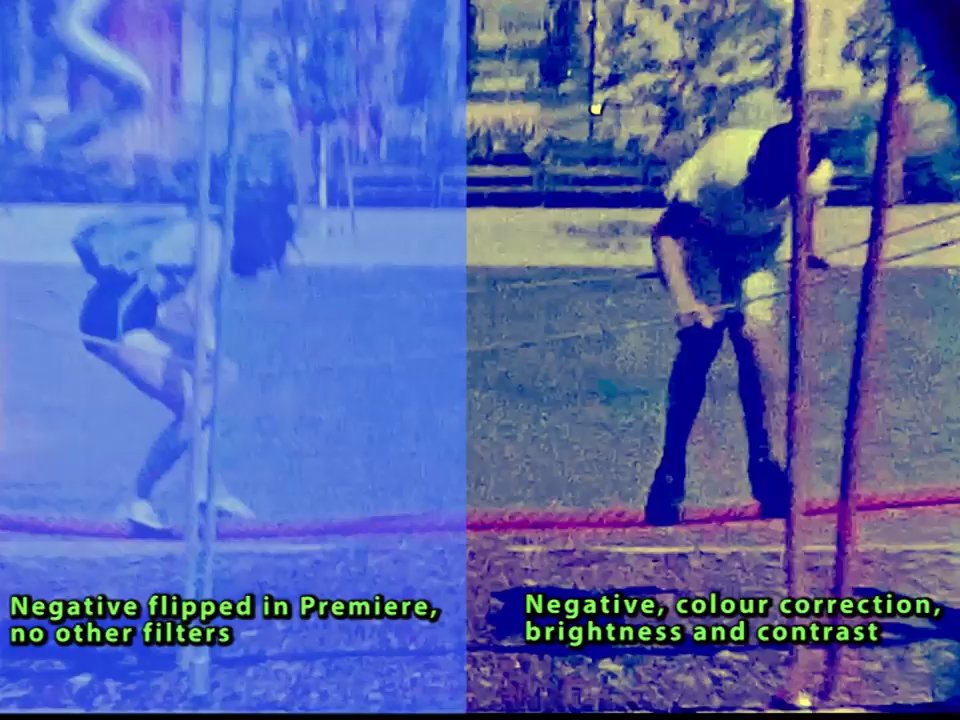 Negative flipped in Premiere,
no other filters
Negative, colour correction,
brightness and contrast